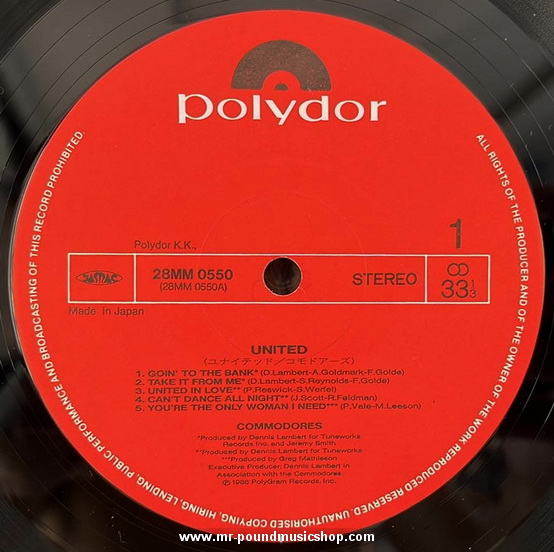 polydor
ALL RIGHTS OF THE PRODUCER AND OF THE OWNER OF THE WORK REPRODUCED RESERVED. UNAUTHORISED COPYING, HIRING, LENDING, PUBLIC PERFORMANCE AND BROADCASTING OF THIS RECORD PROHIBITED.
1
Polydor K.K.,
JASRAC
28MM 0550
(28MM 0550A)
STEREO
33 1/3
Made in Japan
UNITED
(ユナイテッド/コモドアーズ)
1. GOIN' TO THE BANK* (D.Lambert-A.Goldmark-F.Golde)
2. TAKE IT FROM ME* (D.Lambert-S.Reynolds-F.Golde)
3. UNITED IN LOVE** (P.Reswick-S.Werfel)
4. CAN'T DANCE ALL NIGHT** (J.Scott-R.Feldman)
5. YOU'RE THE ONLY WOMAN I NEED*** (P.Vale-M.Leeson)
COMMODORES
*Produced by Dennis Lambert for Tuneworks
Records Inc. and Jeremy Smith
**Produced by Dennis Lambert for Tuneworks
***Produced by Greg Mathieson
Executive Producer: Dennis Lambert in
Association with the Commodores
℗ 1986 PolyGram Records, Inc.
www.mr-poundmusicshop.com